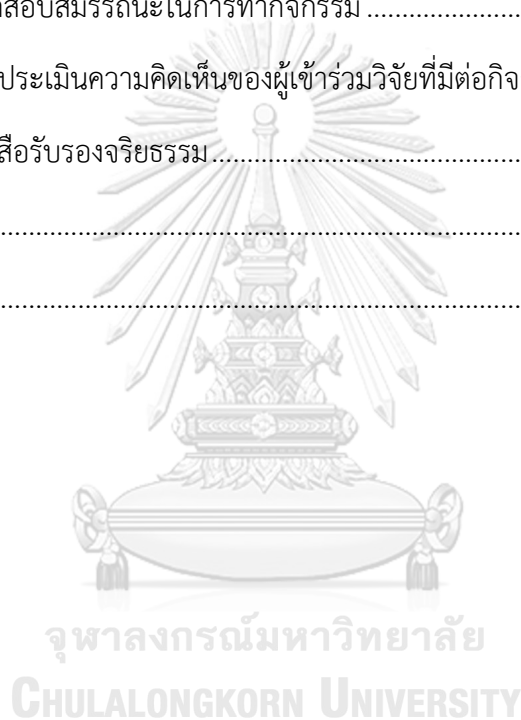 สอบสมรรถนะในการทำกิจกรรม ........................
ประเมินความคิดเห็นของผู้เข้าร่วมวิจัยที่มีต่อกิจ
สือรับรองจริยธรรม ................................................
................................................................................
................................................................................
จุฬาลงกรณ์มหาวิทยาลัย
CHULALONGKORN UNIVERSITY